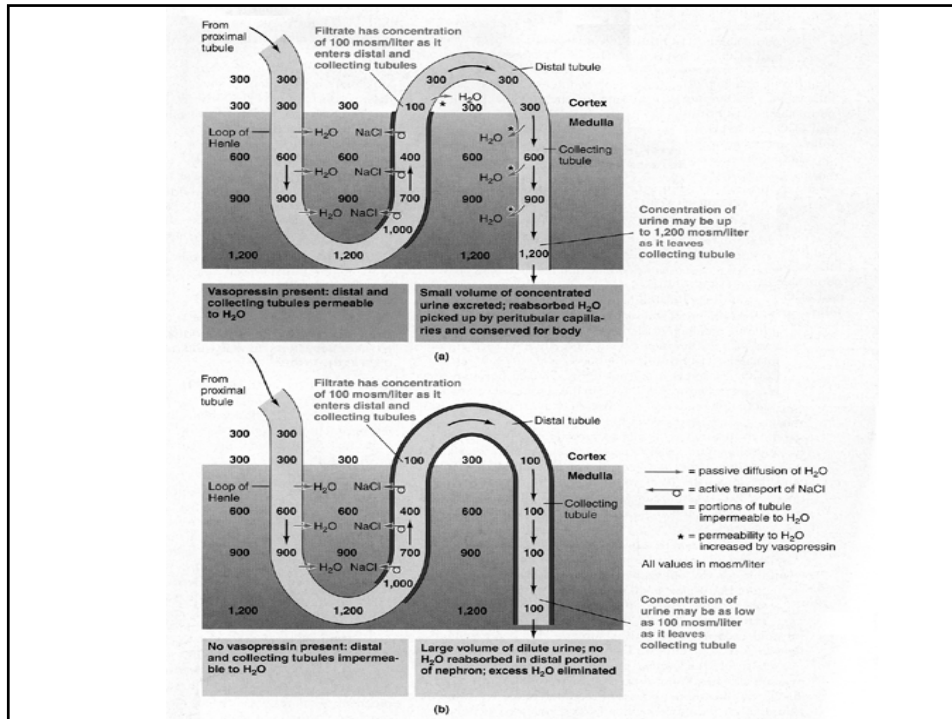 From
proximal
tubule
Filtrate has concentration
of 100 mosm/liter as it
enters distal and
collecting tubules
Distal tubule
300 300
300 300
300 300 300 100 H₂O
* 300 300 Cortex
Medulla
Loop of
Henle
H₂O NaCl
H₂O *
Collecting
tubule
600 600 600 400 600 600
H₂O NaCl
H₂O *
900 900 900 700 900 900
H₂O NaCl
H₂O *
1,000
1,200 1,200 1,200 1,200
Concentration of
urine may be up
to 1,200 mosm/liter
as it leaves
collecting tubule
Vasopressin present: distal and
collecting tubules permeable
to H₂O
Small volume of concentrated
urine excreted; reabsorbed H₂O
picked up by peritubular capilla-
ries and conserved for body
(a)
From
proximal
tubule
Filtrate has concentration
of 100 mosm/liter as it
enters distal and
collecting tubules
Distal tubule
300 300
300 300 300 100 300 100 Cortex
Medulla
Loop of
Henle
H₂O NaCl
Collecting
tubule
600 600 600 400 600 100
H₂O NaCl
900 900 900 700 900 100
H₂O NaCl
1,000
1,200 1,200 1,200 100
= passive diffusion of H₂O
= active transport of NaCl
= portions of tubule
impermeable to H₂O
* = permeability to H₂O
increased by vasopressin
All values in mosm/liter
Concentration of
urine may be as low
as 100 mosm/liter
as it leaves
collecting tubule
No vasopressin present: distal
and collecting tubules impermea-
ble to H₂O
Large volume of dilute urine; no
H₂O reabsorbed in distal portion
of nephron; excess H₂O eliminated
(b)